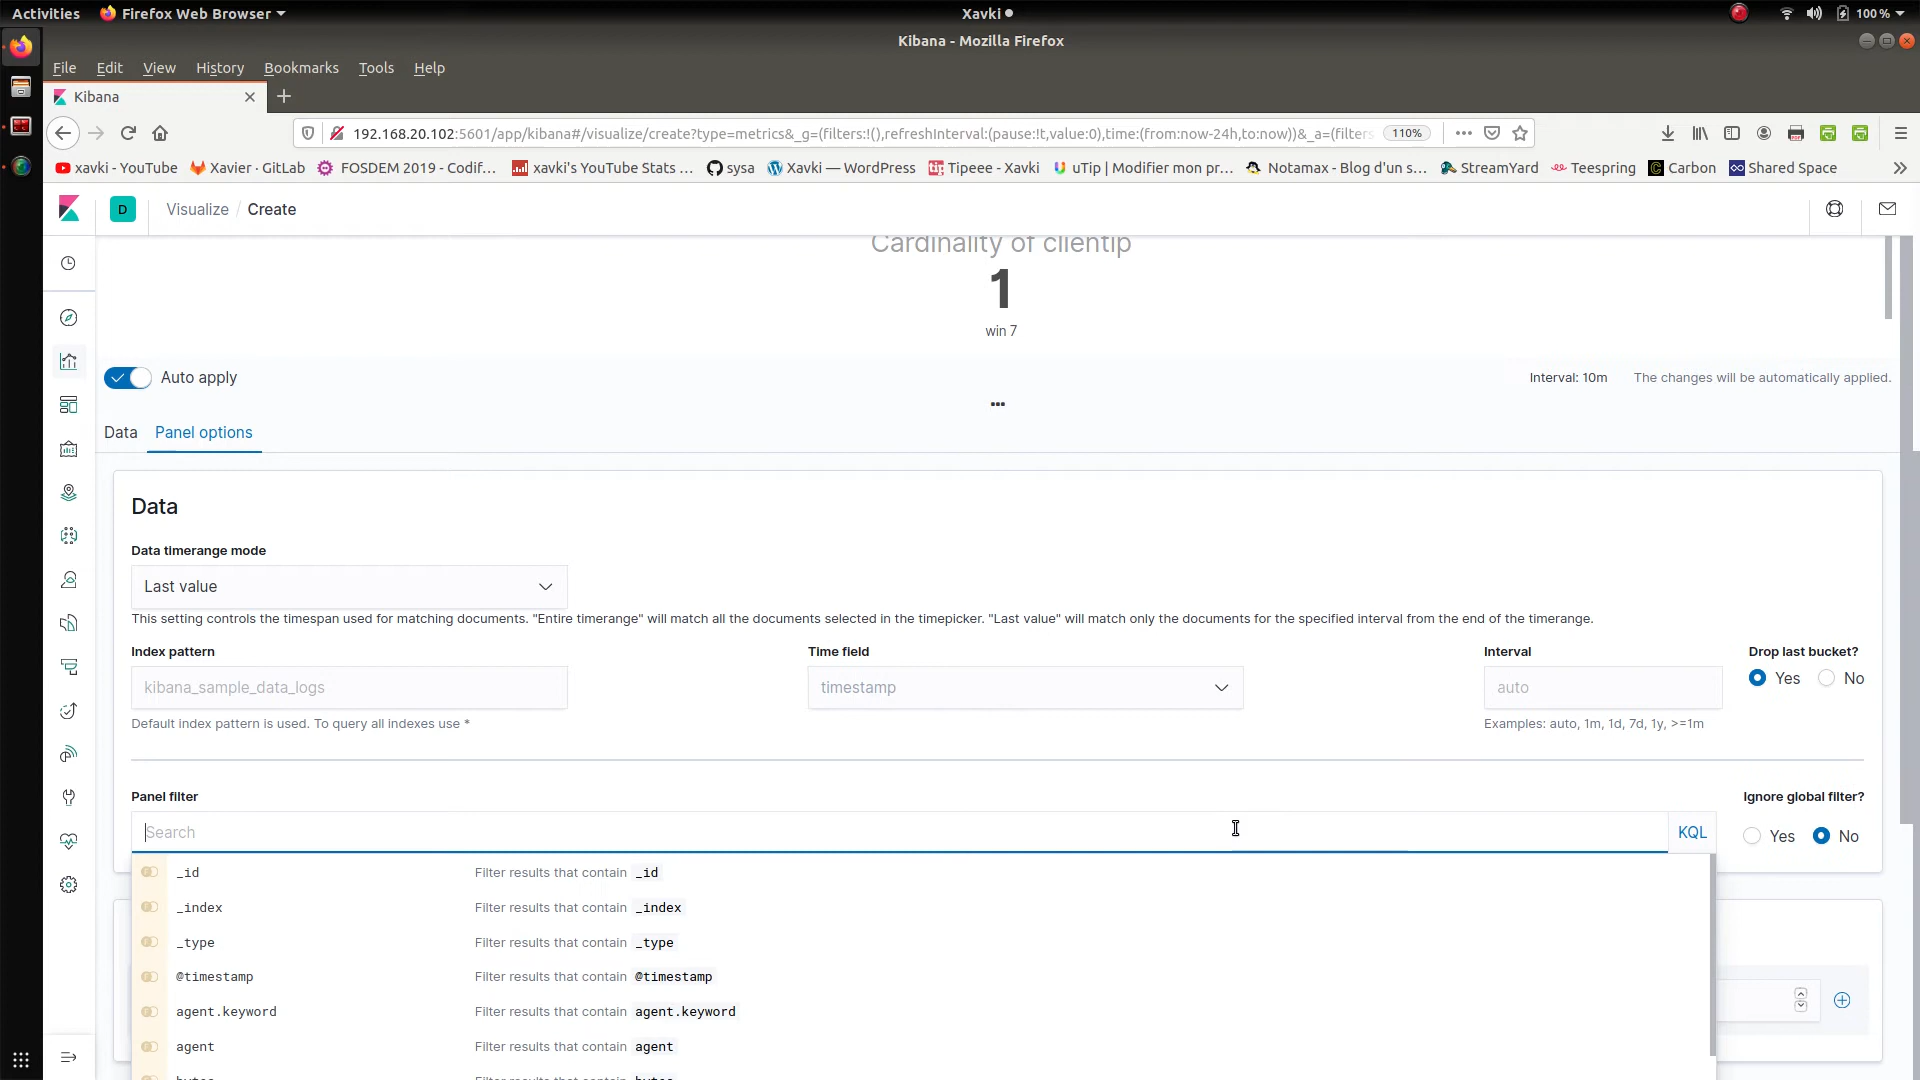 Activities Firefox Web Browser Xavki 100 %
Kibana - Mozilla Firefox
File Edit View History Bookmarks Tools Help
Kibana
192.168.20.102:5601/app/kibana#/visualize/create?type=metrics&_g=(filters:!(),refreshInterval:(pause:!t,value:0),time:(from:now-24h,to:now))&_a=(filters 110%
xavki - YouTube Xavier · GitLab FOSDEM 2019 - Codif... xavki's YouTube Stats ... sysa Xavki — WordPress Tipeee - Xavki uTip | Modifier mon pr... Notamax - Blog d'un s... StreamYard Teespring Carbon Shared Space
D Visualize / Create
Cardinality of clientip
1
win 7
Auto apply Interval: 10m The changes will be automatically applied.
Data Panel options
Data
Data timerange mode
Last value
This setting controls the timespan used for matching documents. "Entire timerange" will match all the documents selected in the timepicker. "Last value" will match only the documents for the specified interval from the end of the timerange.
Index pattern Time field Interval Drop last bucket?
kibana_sample_data_logs timestamp auto Yes No
Default index pattern is used. To query all indexes use * Examples: auto, 1m, 1d, 7d, 1y, >=1m
Panel filter Ignore global filter?
Search KQL Yes No
_id Filter results that contain _id
_index Filter results that contain _index
_type Filter results that contain _type
@timestamp Filter results that contain @timestamp
agent.keyword Filter results that contain agent.keyword
agent Filter results that contain agent